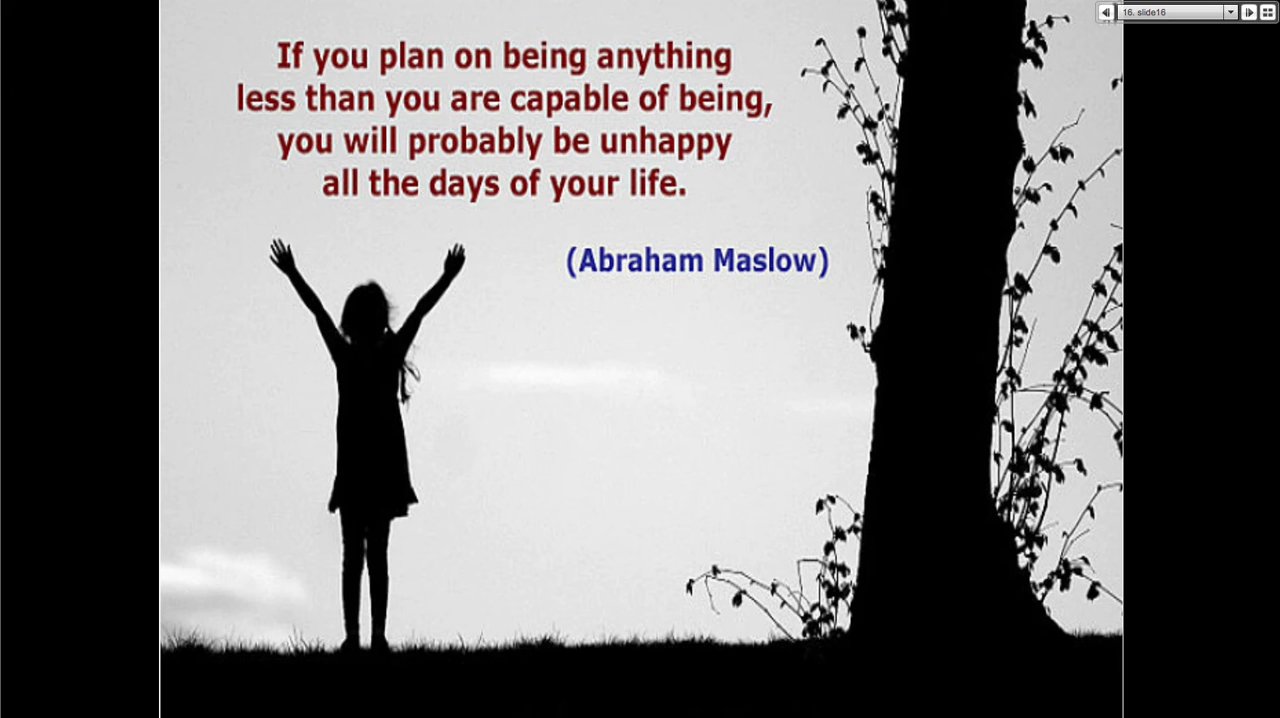 16. slide16
If you plan on being anything
less than you are capable of being,
you will probably be unhappy
all the days of your life.
(Abraham Maslow)